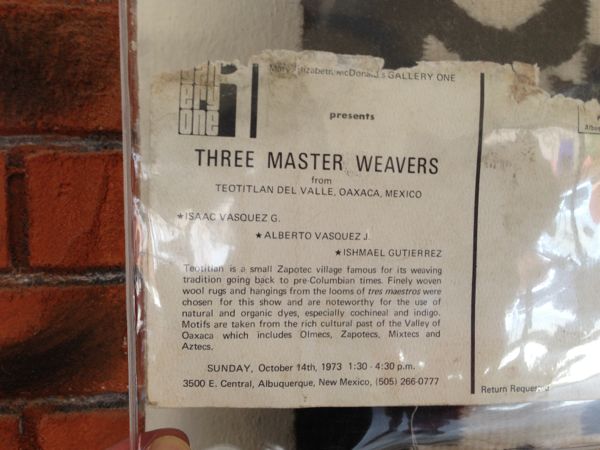 ery
one
Mary Elizabeth McDonald's GALLERY ONE
presents
THREE MASTER WEAVERS
from
TEOTITLAN DEL VALLE, OAXACA, MEXICO
★ISAAC VASQUEZ G.
★ALBERTO VASQUEZ J.
★ISHMAEL GUTIERREZ
Teotitlan is a small Zapotec village famous for its weaving
tradition going back to pre-Columbian times. Finely woven
wool rugs and hangings from the looms of tres maestros were
chosen for this show and are noteworthy for the use of
natural and organic dyes, especially cochineal and indigo.
Motifs are taken from the rich cultural past of the Valley of
Oaxaca which includes Olmecs, Zapotecs, Mixtecs and
Aztecs.
SUNDAY, October 14th, 1973 1:30 - 4:30 p.m.
3500 E. Central, Albuquerque, New Mexico, (505) 266-0777
Return Requested